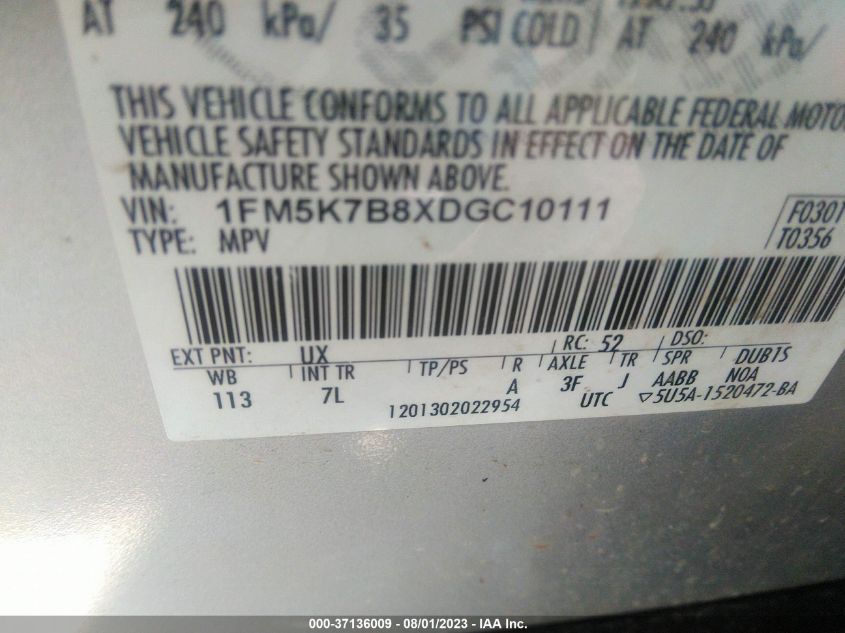 AT 240 kPa/ 35 PSI COLD AT 240 kPa/
THIS VEHICLE CONFORMS TO ALL APPLICABLE FEDERAL MOTO
VEHICLE SAFETY STANDARDS IN EFFECT ON THE DATE OF
MANUFACTURE SHOWN ABOVE.
VIN: 1FM5K7B8XDGC10111 F0301
TYPE: MPV T0356
EXT PNT: UX RC: 52 DSO:
WB INT TR TP/PS R AXLE TR SPR DUB1S
113 7L A 3F J AABB N0A
1201302022954 UTC ▽5U5A-1520472-BA
000-37136009 - 08/01/2023 - IAA Inc.